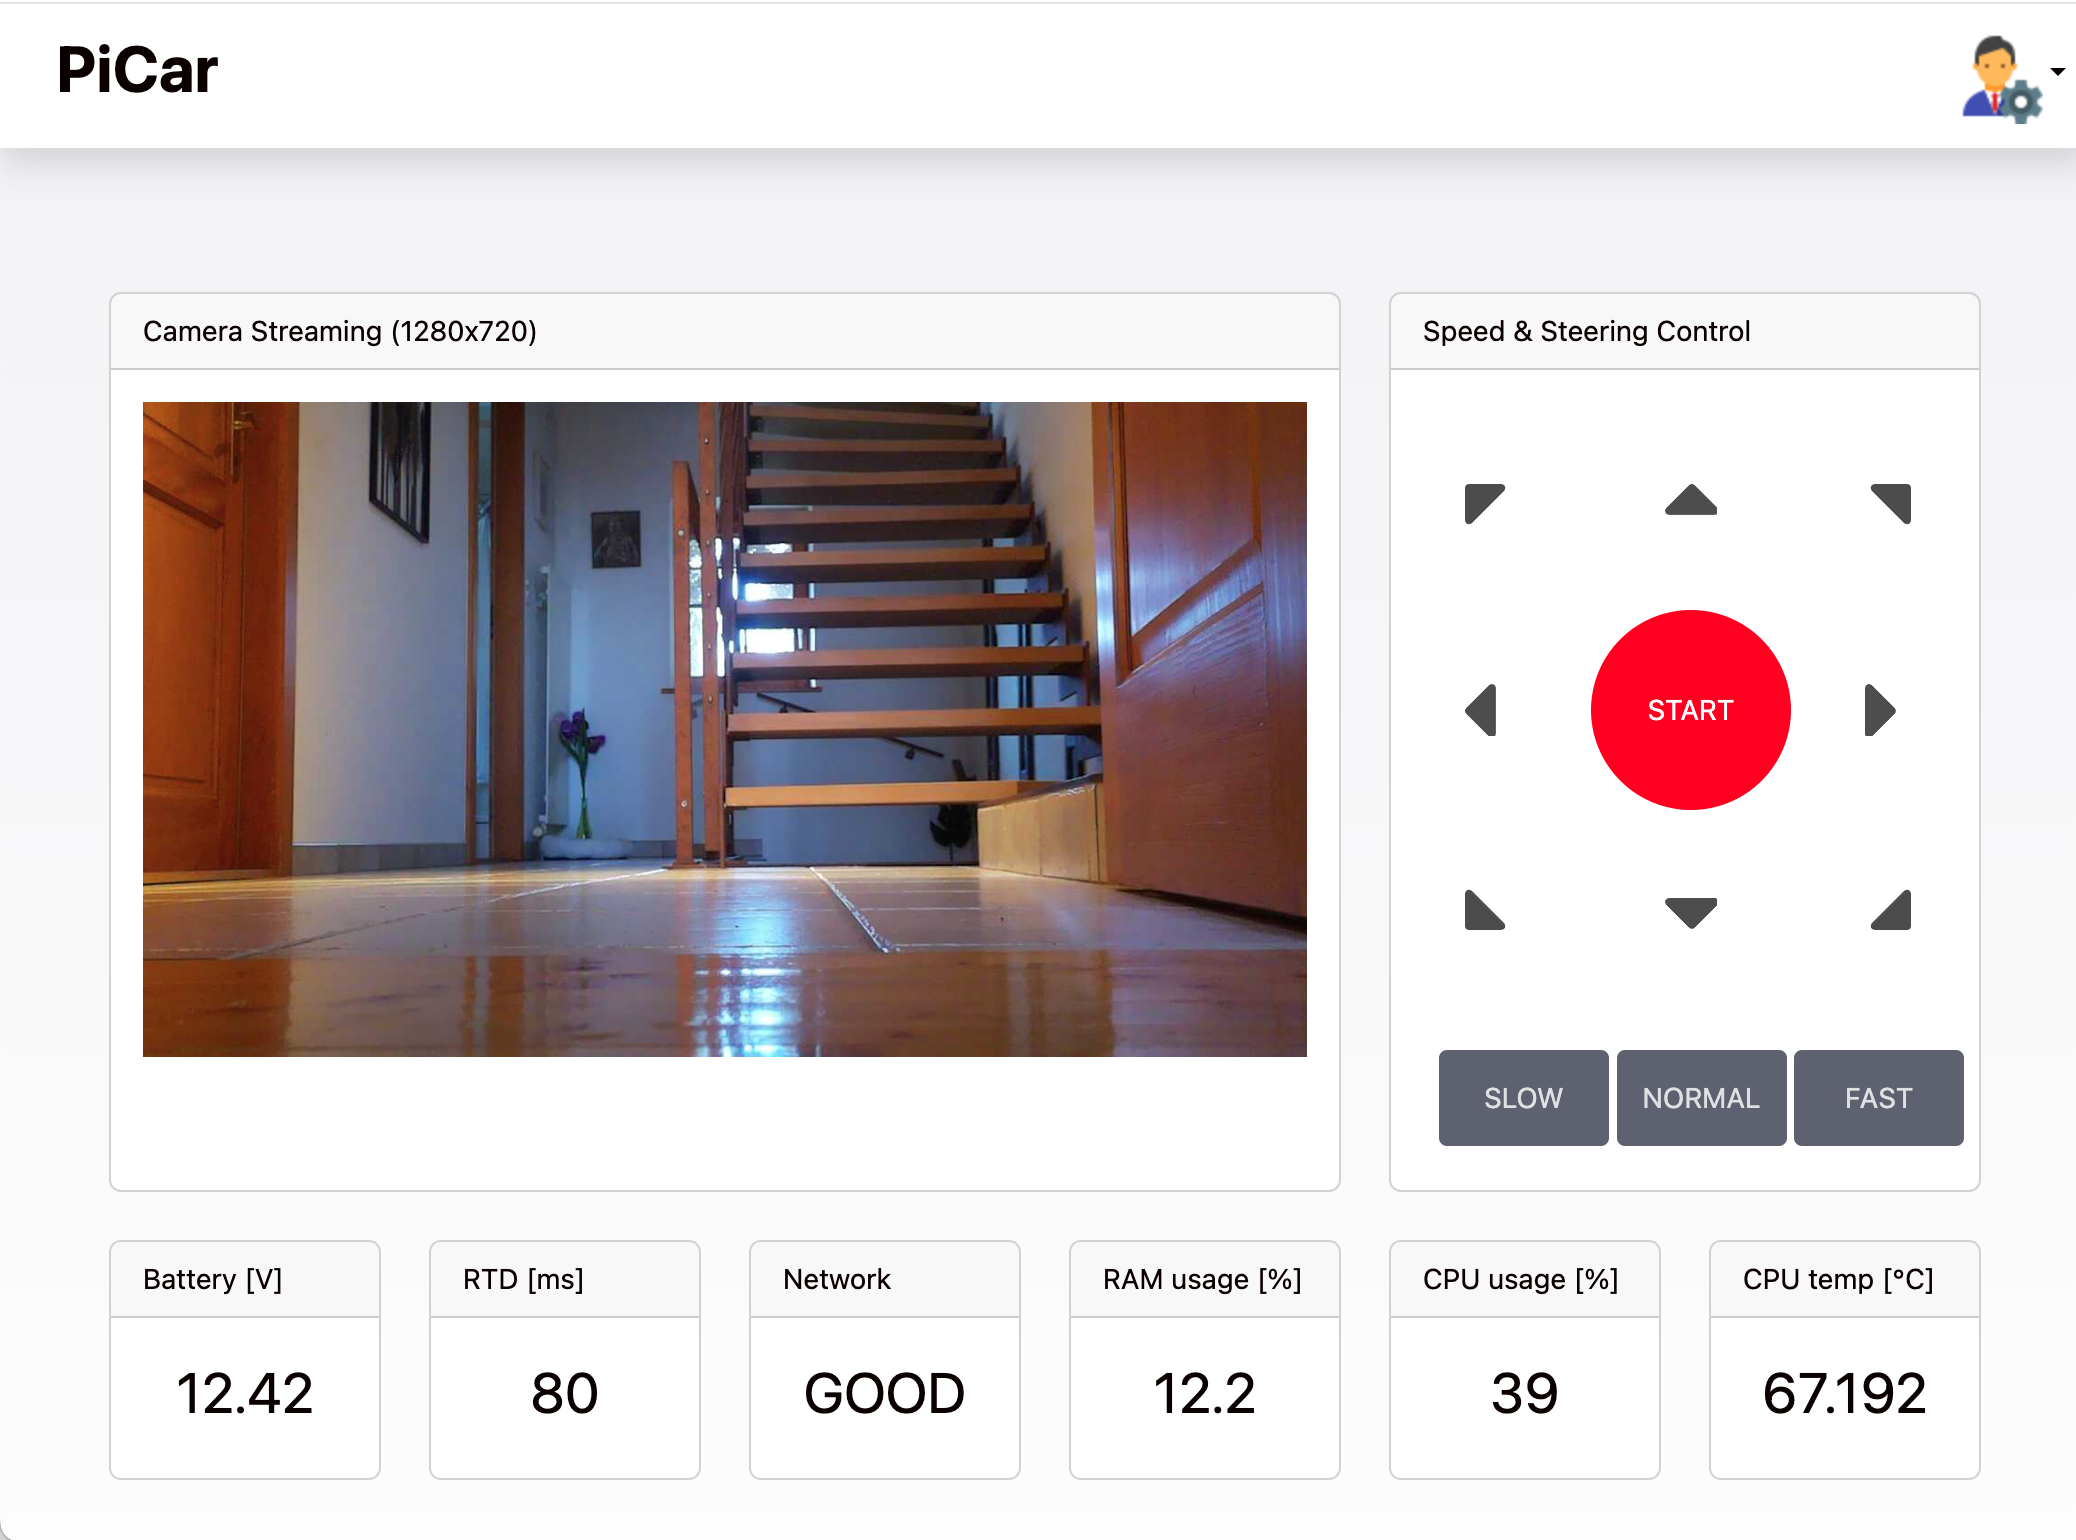 PiCar
Camera Streaming (1280x720)
Speed & Steering Control
START
SLOW
NORMAL
FAST
Battery [V]
12.42
RTD [ms]
80
Network
GOOD
RAM usage [%]
12.2
CPU usage [%]
39
CPU temp [°C]
67.192